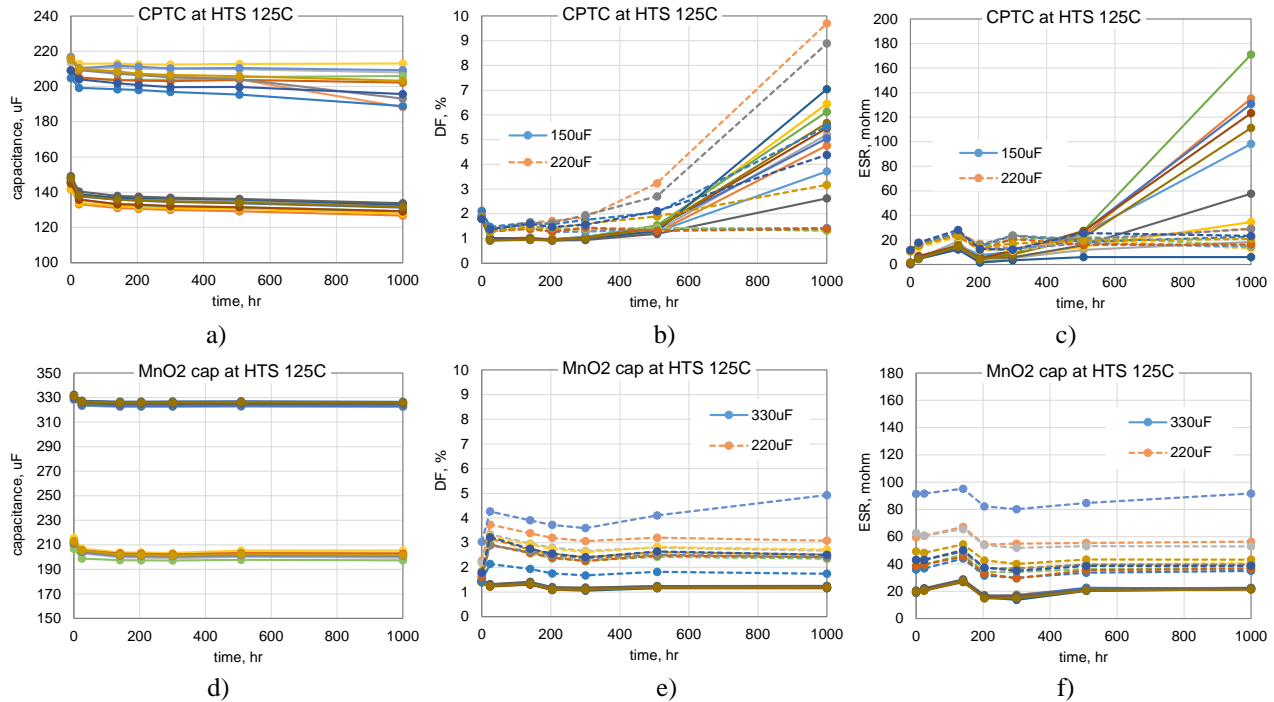 CPTC at HTS 125C
240
220
200
180
160
140
120
100
0 200 400 600 800 1000
capacitance, uF
time, hr
a)
CPTC at HTS 125C
10
9
8
7
6
5
4
3
2
1
0
0 200 400 600 800 1000
DF, %
time, hr
150uF
220uF
b)
CPTC at HTS 125C
200
180
160
140
120
100
80
60
40
20
0
0 200 400 600 800 1000
ESR, mohm
time, hr
150uF
220uF
c)
MnO2 cap at HTS 125C
350
330
310
290
270
250
230
210
190
170
150
0 200 400 600 800 1000
capacitance, uF
time, hr
d)
MnO2 cap at HTS 125C
10
9
8
7
6
5
4
3
2
1
0
0 200 400 600 800 1000
DF, %
time, hr
330uF
220uF
e)
MnO2 cap at HTS 125C
180
160
140
120
100
80
60
40
20
0
0 200 400 600 800 1000
ESR, mohm
time, hr
330uF
220uF
f)